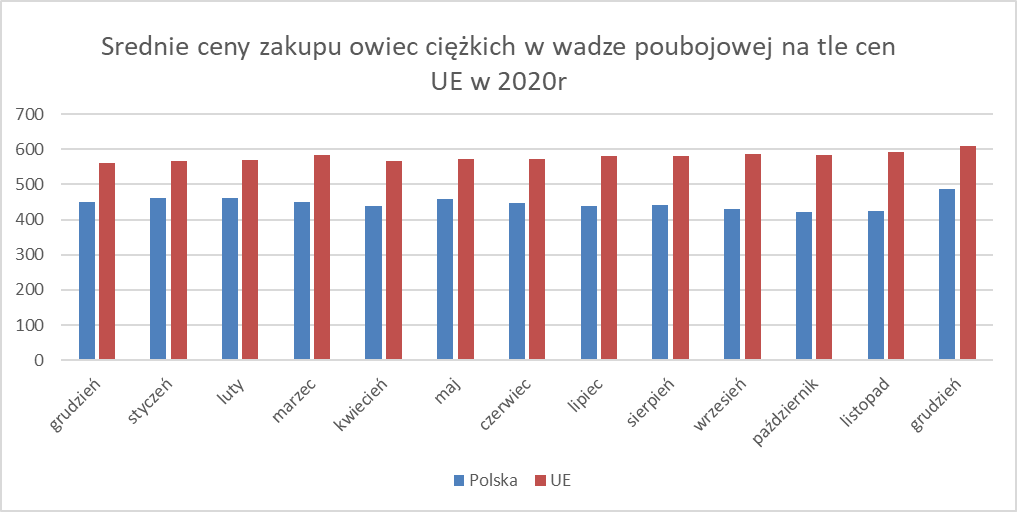 Srednie ceny zakupu owiec ciężkich w wadze poubojowej na tle cen
UE w 2020r
700
600
500
400
300
200
100
0
grudzień
styczeń
luty
marzec
kwiecień
maj
czerwiec
lipiec
sierpień
wrzesień
październik
listopad
grudzień
Polska
UE